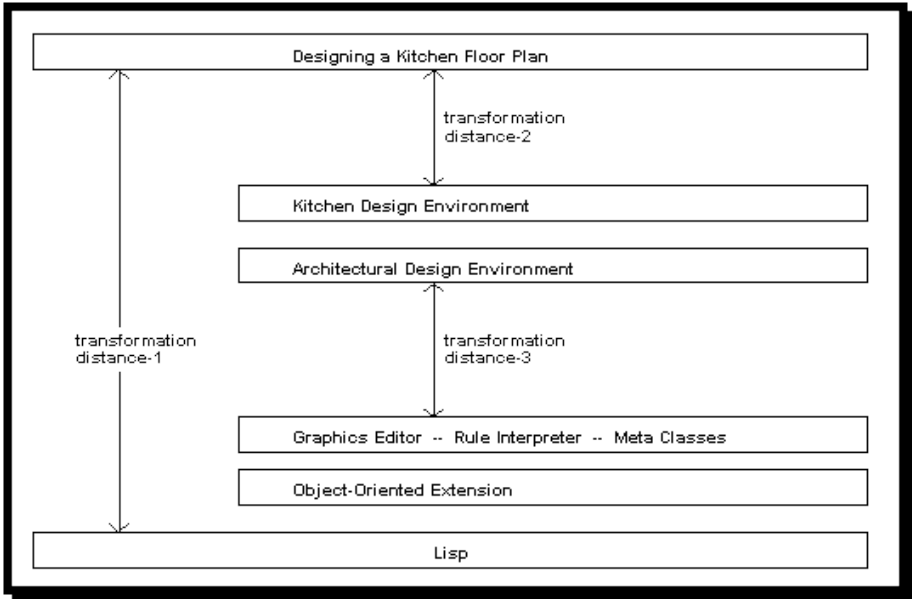 Designing a Kitchen Floor Plan
transformation
distance-2
Kitchen Design Environment
Architectural Design Environment
transformation
distance-1
transformation
distance-3
Graphics Editor -- Rule Interpreter -- Meta Classes
Object-Oriented Extension
Lisp